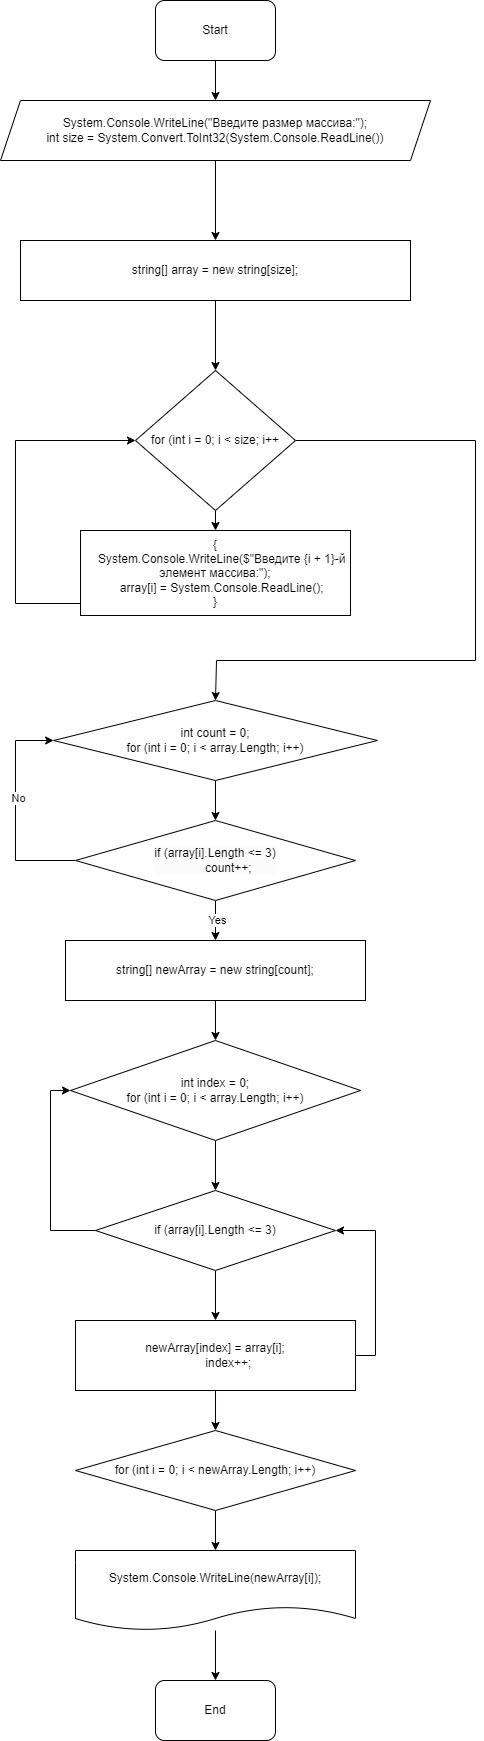 Start
System.Console.WriteLine("Введите размер массива:");
int size = System.Convert.ToInt32(System.Console.ReadLine())
string[] array = new string[size];
for (int i = 0; i < size; i++
{
System.Console.WriteLine($"Введите {i + 1}-й
элемент массива:");
array[i] = System.Console.ReadLine();
}
int count = 0;
for (int i = 0; i < array.Length; i++)
No
if (array[i].Length <= 3)
count++;
Yes
string[] newArray = new string[count];
int index = 0;
for (int i = 0; i < array.Length; i++)
if (array[i].Length <= 3)
newArray[index] = array[i];
index++;
for (int i = 0; i < newArray.Length; i++)
System.Console.WriteLine(newArray[i]);
End